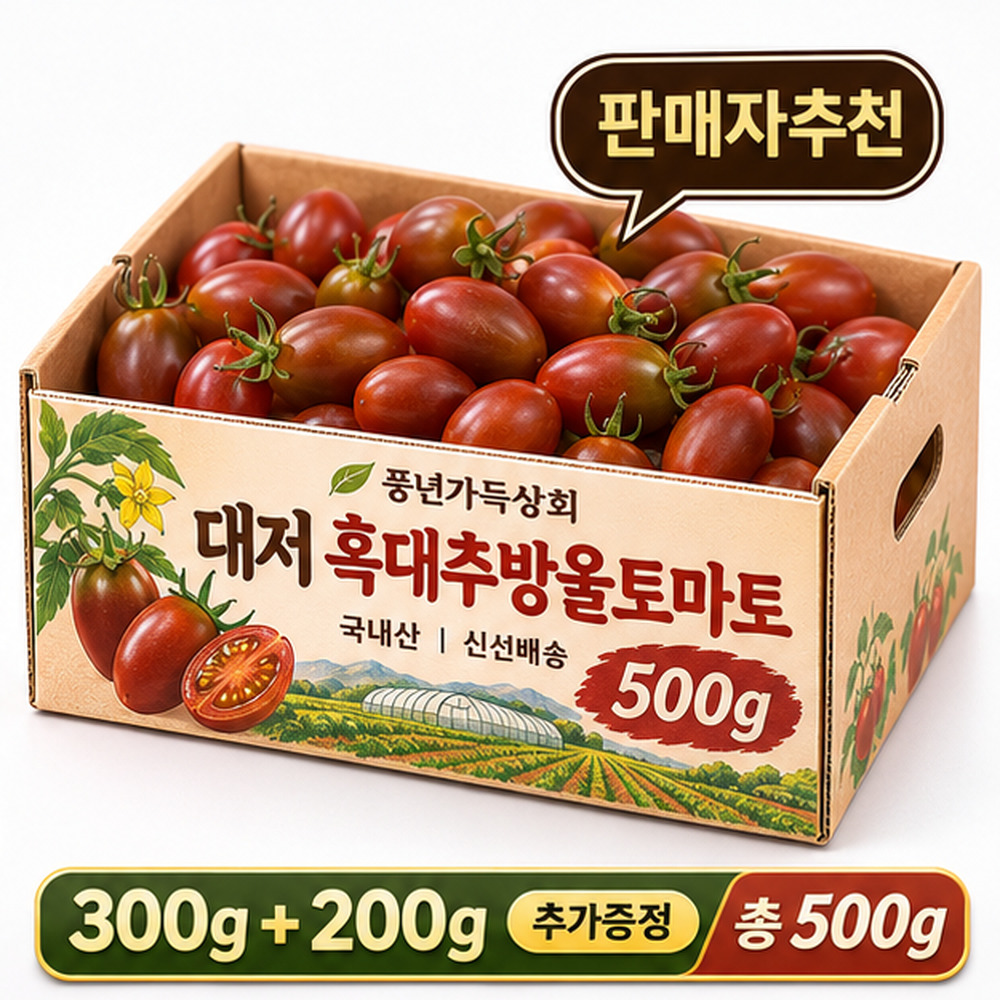 판매자추천
풍년가득상회
대저 흑대추방울토마토
국내산 | 신선배송
500g
300g + 200g 추가증정 총 500g